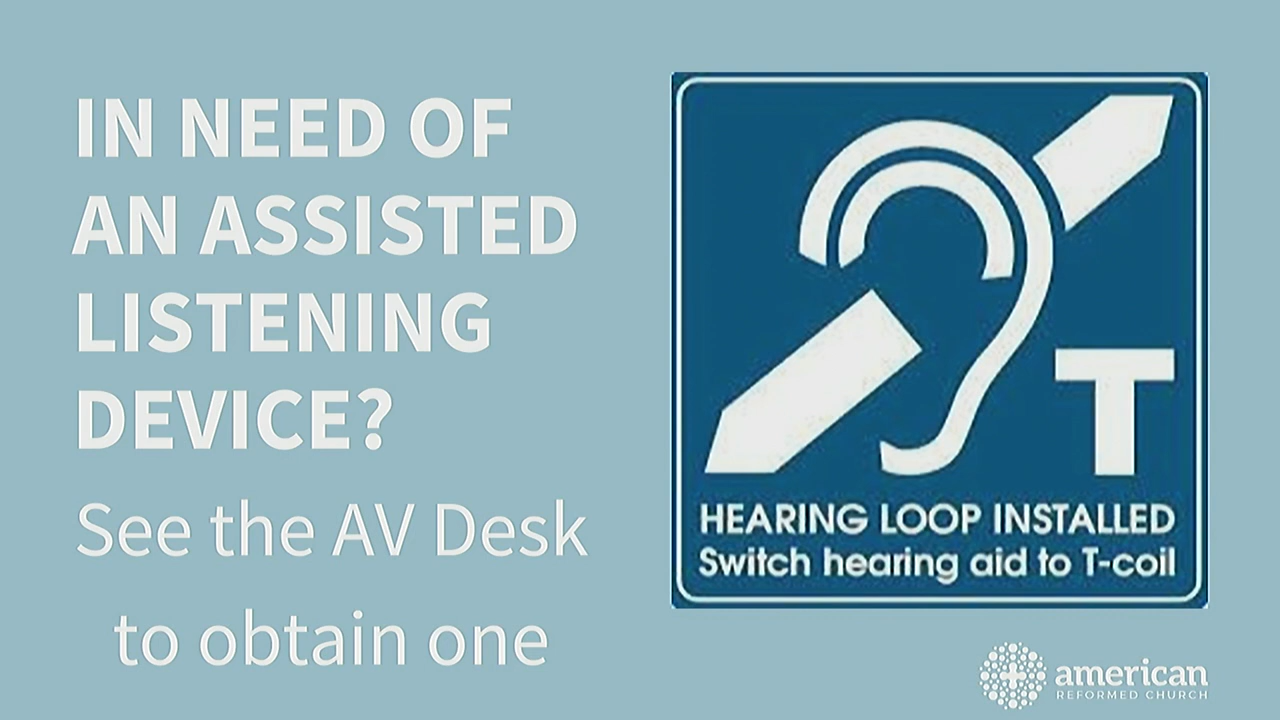 IN NEED OF
AN ASSISTED
LISTENING
DEVICE?
See the AV Desk
to obtain one
T
HEARING LOOP INSTALLED
Switch hearing aid to T-coil
american
REFORMED CHURCH